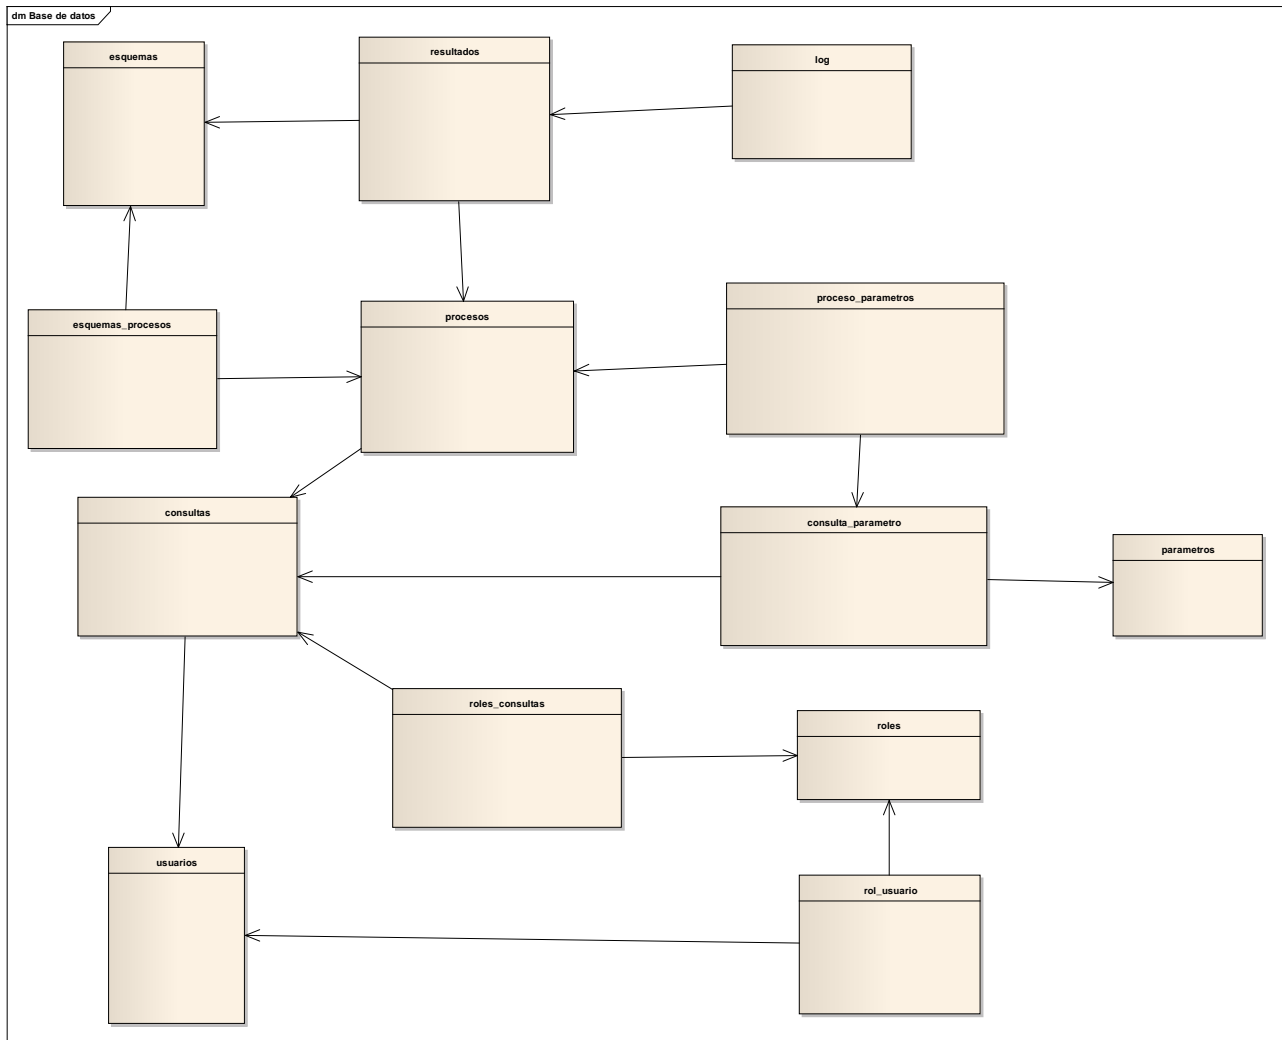 dm Base de datos
esquemas
resultados
log
esquemas_procesos
procesos
proceso_parametros
consultas
consulta_parametro
parametros
roles_consultas
roles
usuarios
rol_usuario